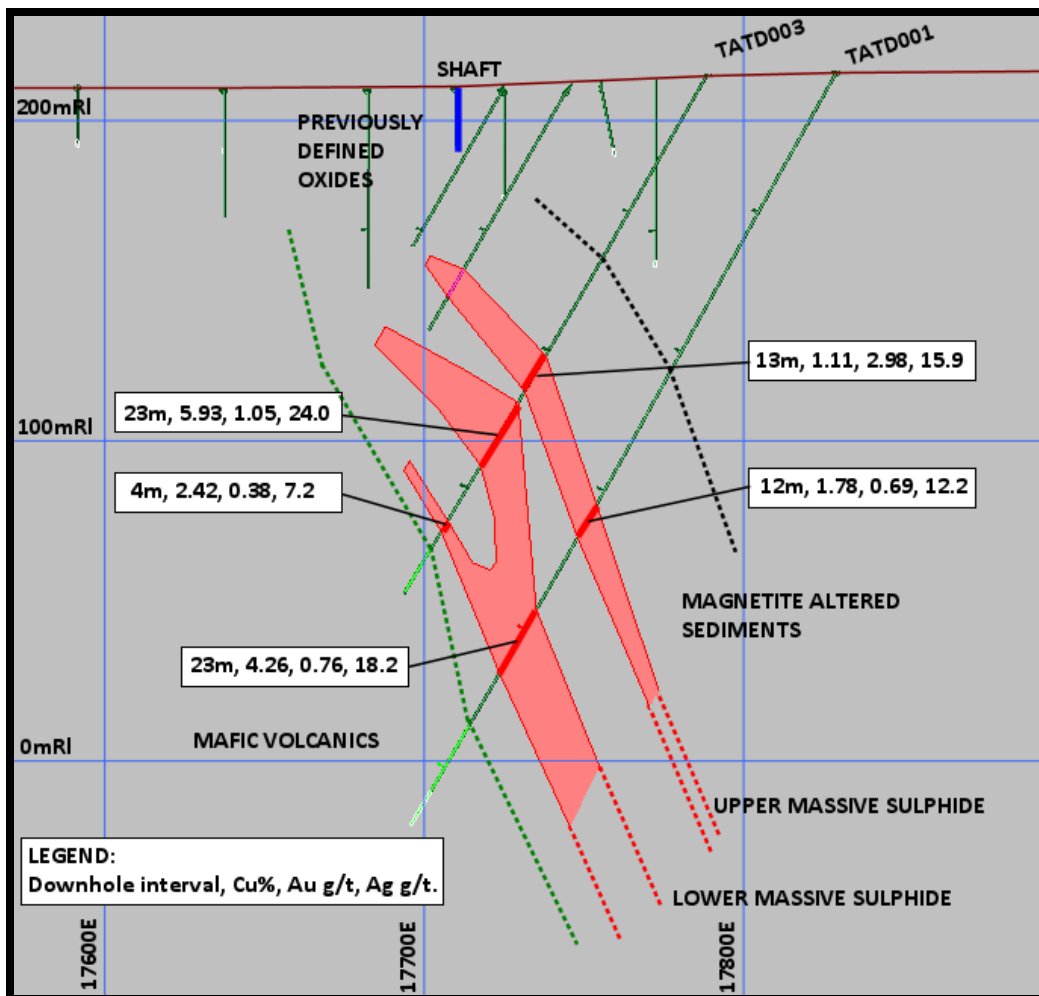 TATD003
TATD001
SHAFT
200mRl
PREVIOUSLY
DEFINED
OXIDES
13m, 1.11, 2.98, 15.9
23m, 5.93, 1.05, 24.0
100mRl
4m, 2.42, 0.38, 7.2
12m, 1.78, 0.69, 12.2
MAGNETITE ALTERED
SEDIMENTS
23m, 4.26, 0.76, 18.2
MAFIC VOLCANICS
0mRl
UPPER MASSIVE SULPHIDE
LEGEND:
Downhole interval, Cu%, Au g/t, Ag g/t.
LOWER MASSIVE SULPHIDE
17600E
17700E
17800E